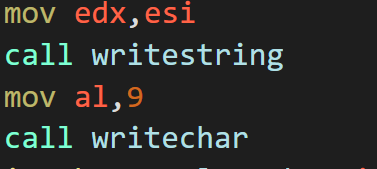 mov edx,esi
call writestring
mov al,9
call writechar